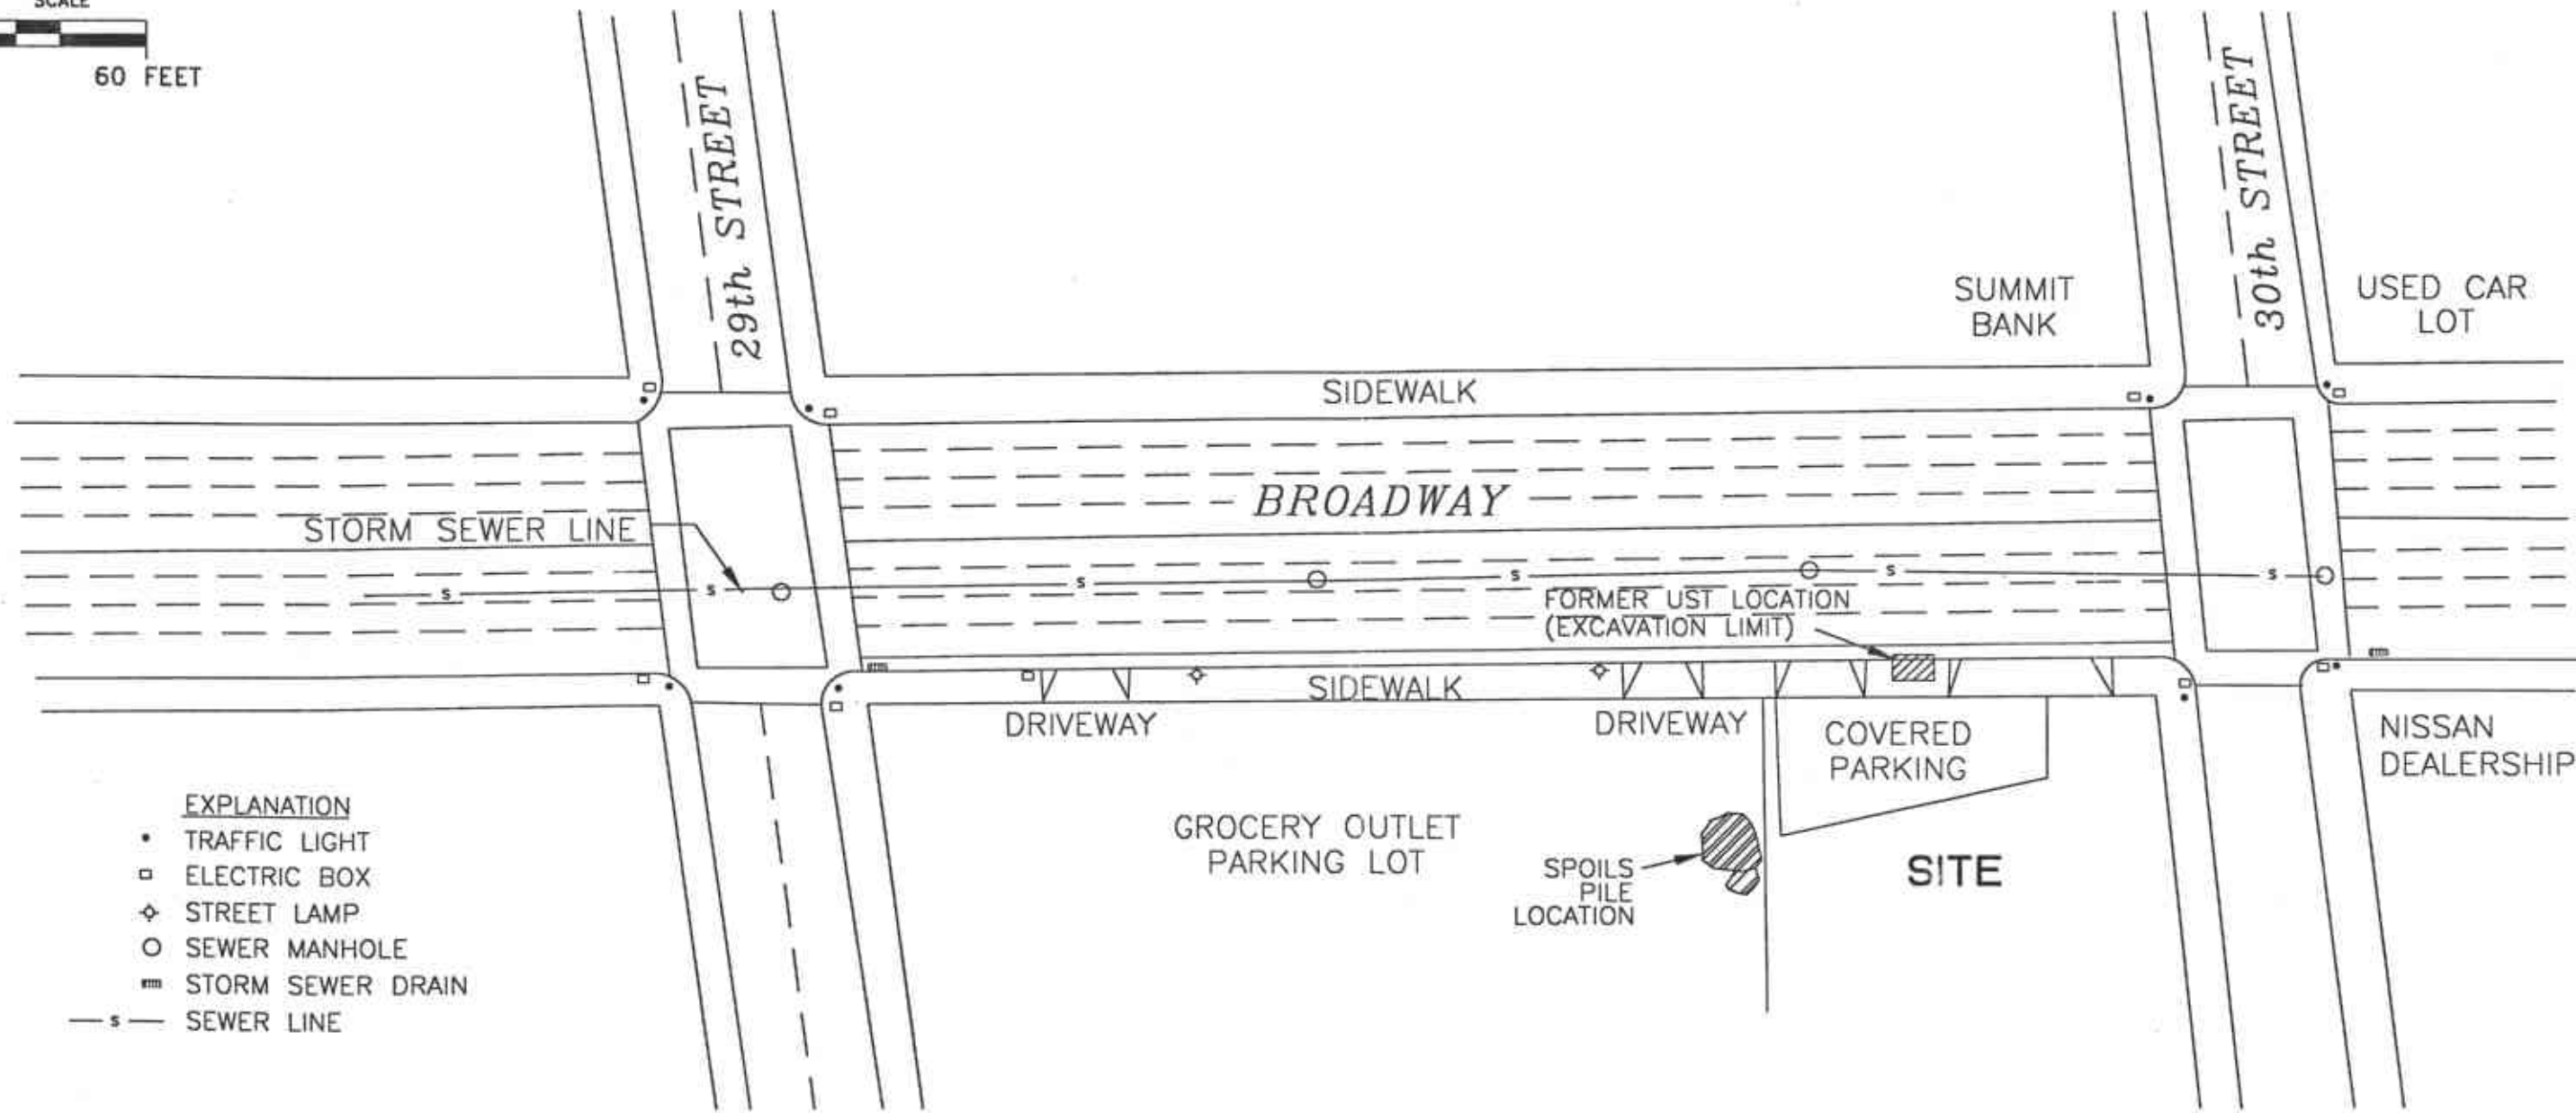 SCALE
60 FEET
29th STREET
30th STREET
SUMMIT
BANK
USED CAR
LOT
SIDEWALK
BROADWAY
STORM SEWER LINE
s
s
s
s
s
s
FORMER UST LOCATION
(EXCAVATION LIMIT)
SIDEWALK
DRIVEWAY
DRIVEWAY
COVERED
PARKING
NISSAN
DEALERSHIP
GROCERY OUTLET
PARKING LOT
SPOILS
PILE
LOCATION
SITE
EXPLANATION
TRAFFIC LIGHT
ELECTRIC BOX
STREET LAMP
SEWER MANHOLE
STORM SEWER DRAIN
s SEWER LINE